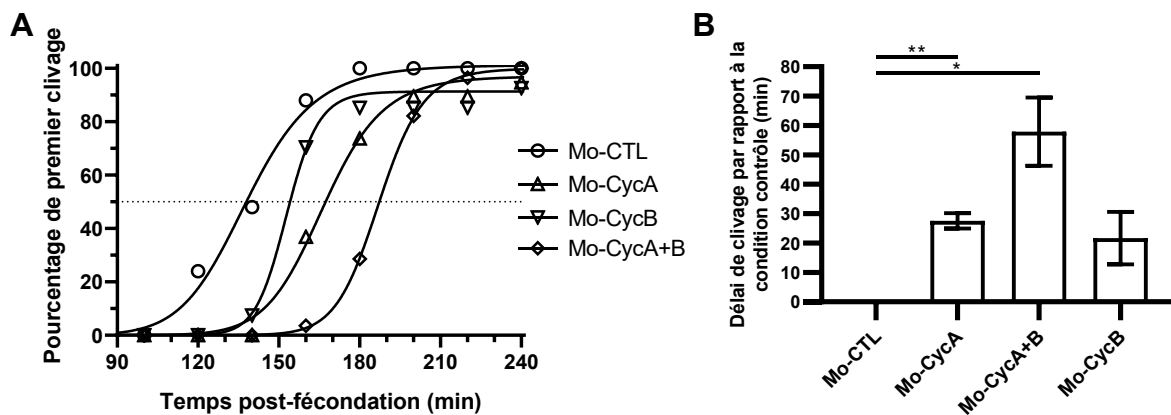 A
Pourcentage de premier clivage
100
80
60
40
20
0
90
120
150
180
210
240
Temps post-fécondation (min)
Mo-CTL
Mo-CycA
Mo-CycB
Mo-CycA+B
B
Délai de clivage par rapport à la
condition contrôle (min)
80
70
60
50
40
30
20
10
0
**
*
Mo-CTL
Mo-CycA
Mo-CycA+B
Mo-CycB